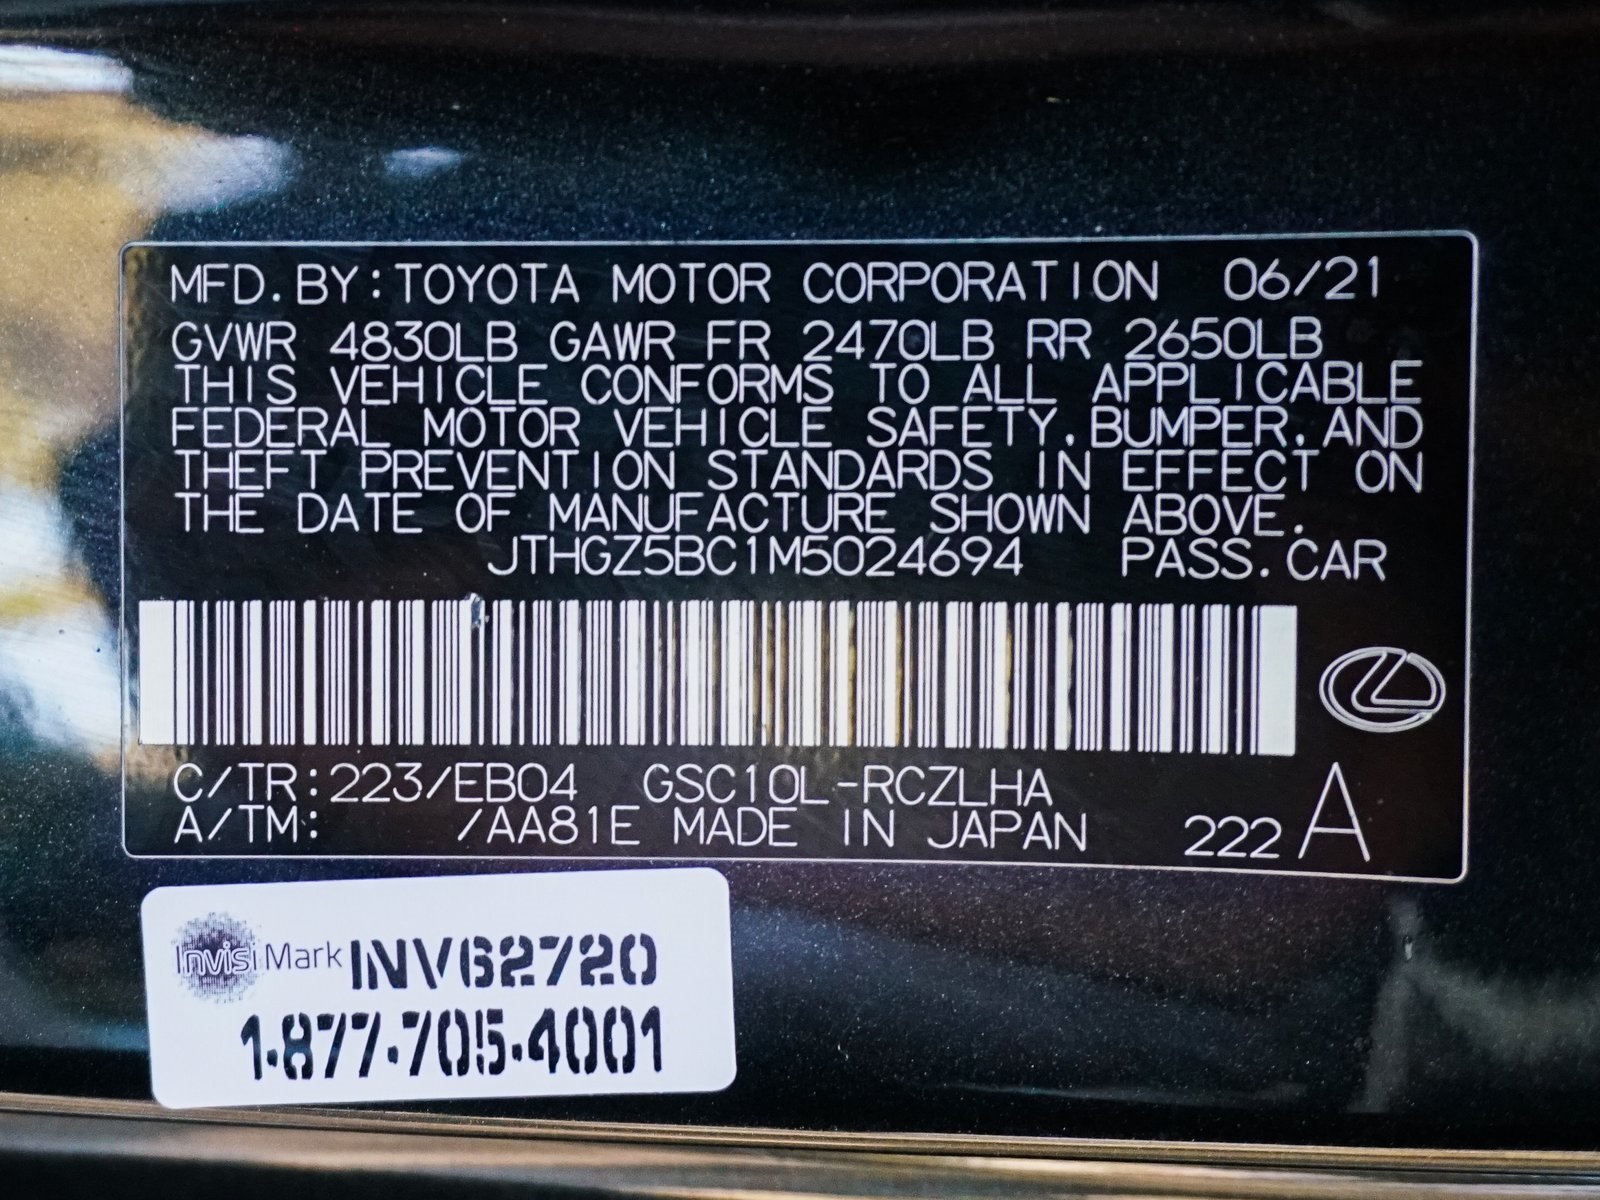 MFD.BY:TOYOTA MOTOR CORPORATION 06/21
GVWR 4830LB GAWR FR 2470LB RR 2650LB
THIS VEHICLE CONFORMS TO ALL APPLICABLE
FEDERAL MOTOR VEHICLE SAFETY,BUMPER,AND
THEFT PREVENTION STANDARDS IN EFFECT ON
THE DATE OF MANUFACTURE SHOWN ABOVE.
JTHGZ5BC1M5024694 PASS.CAR
C/TR:223/EB04 GSC10L-RCZLHA
A/TM: /AA81E MADE IN JAPAN 222 A
InvisiMark INV62720
1-877-705-4001